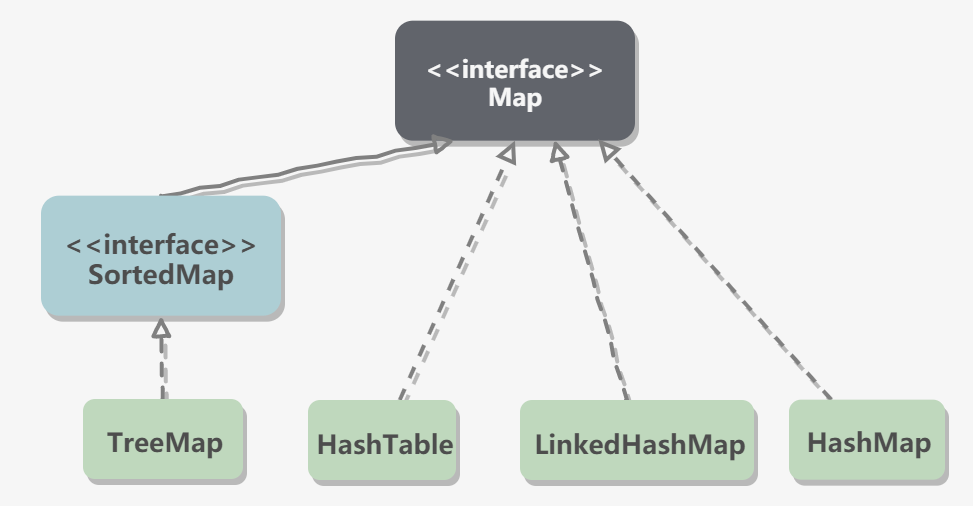 <<interface>>
Map
<<interface>>
SortedMap
TreeMap
HashTable
LinkedHashMap
HashMap